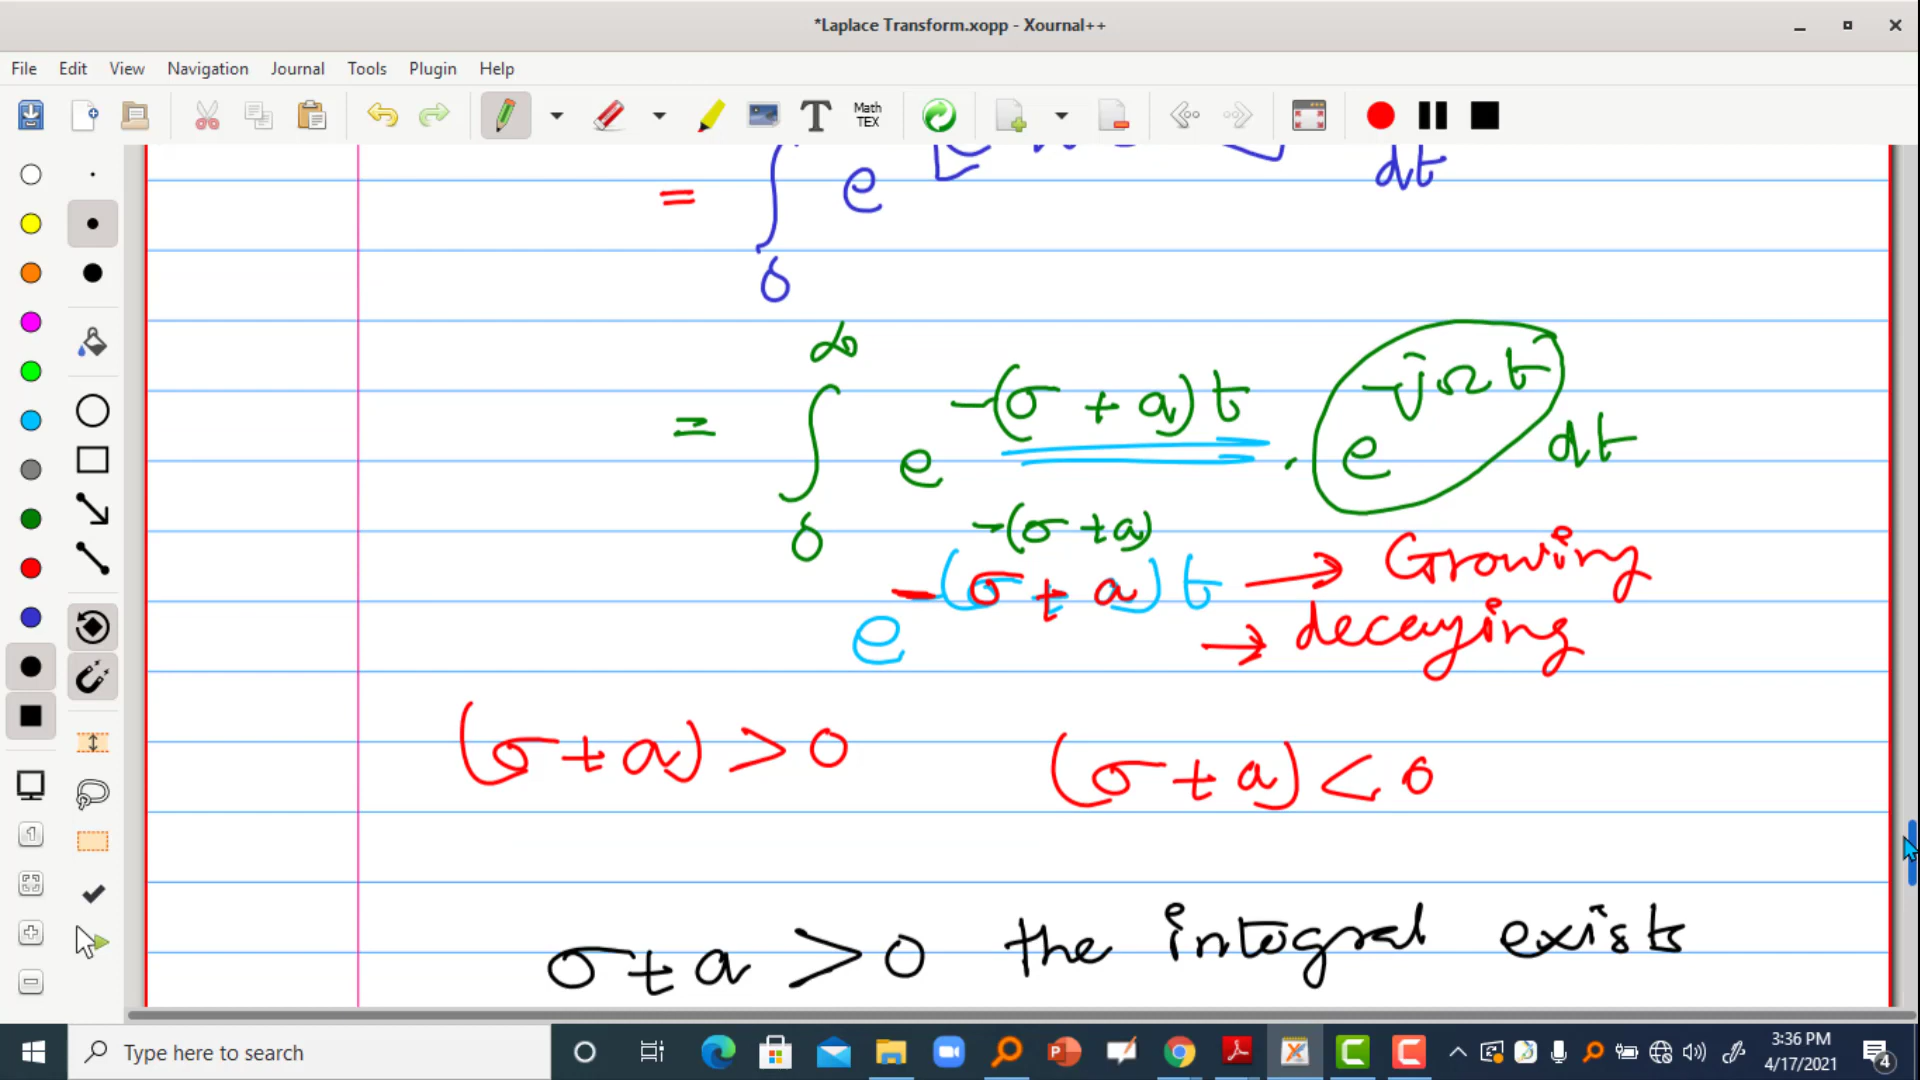 *Laplace Transform.xopp - Xournal++
File Edit View Navigation Journal Tools Plugin Help
T Math TEX
= ∫ e dt
0
∞
= ∫ e -(σ + a)t . e -jΩt dt
0
-(σ + a)
e -(σ + a)t → Growing
→ decaying
(σ + a) > 0 (σ + a) < 0
σ + a > 0 the integral exists
Type here to search
3:36 PM
4/17/2021
4